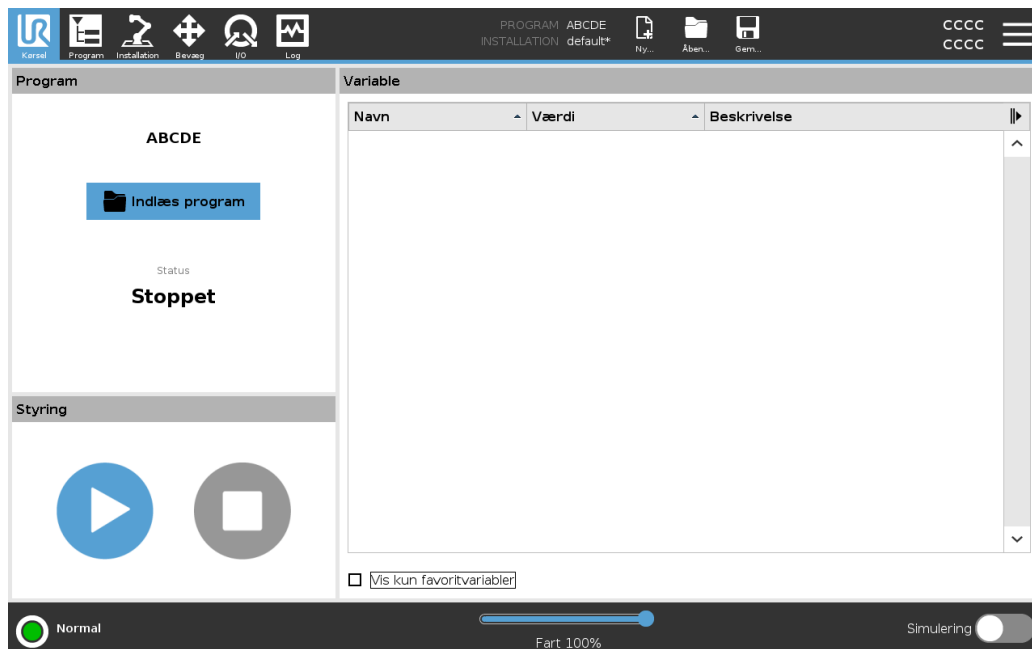 PROGRAM ABCDE
INSTALLATION default*
CCCC
CCCC
Kørsel Program Installation Bevæg I/O Log Ny... Åben... Gem...
Program
Variable
Navn Værdi Beskrivelse
ABCDE
Indlæs program
Status
Stoppet
Styring
Vis kun favoritvariabler
Normal
Fart 100%
Simulering